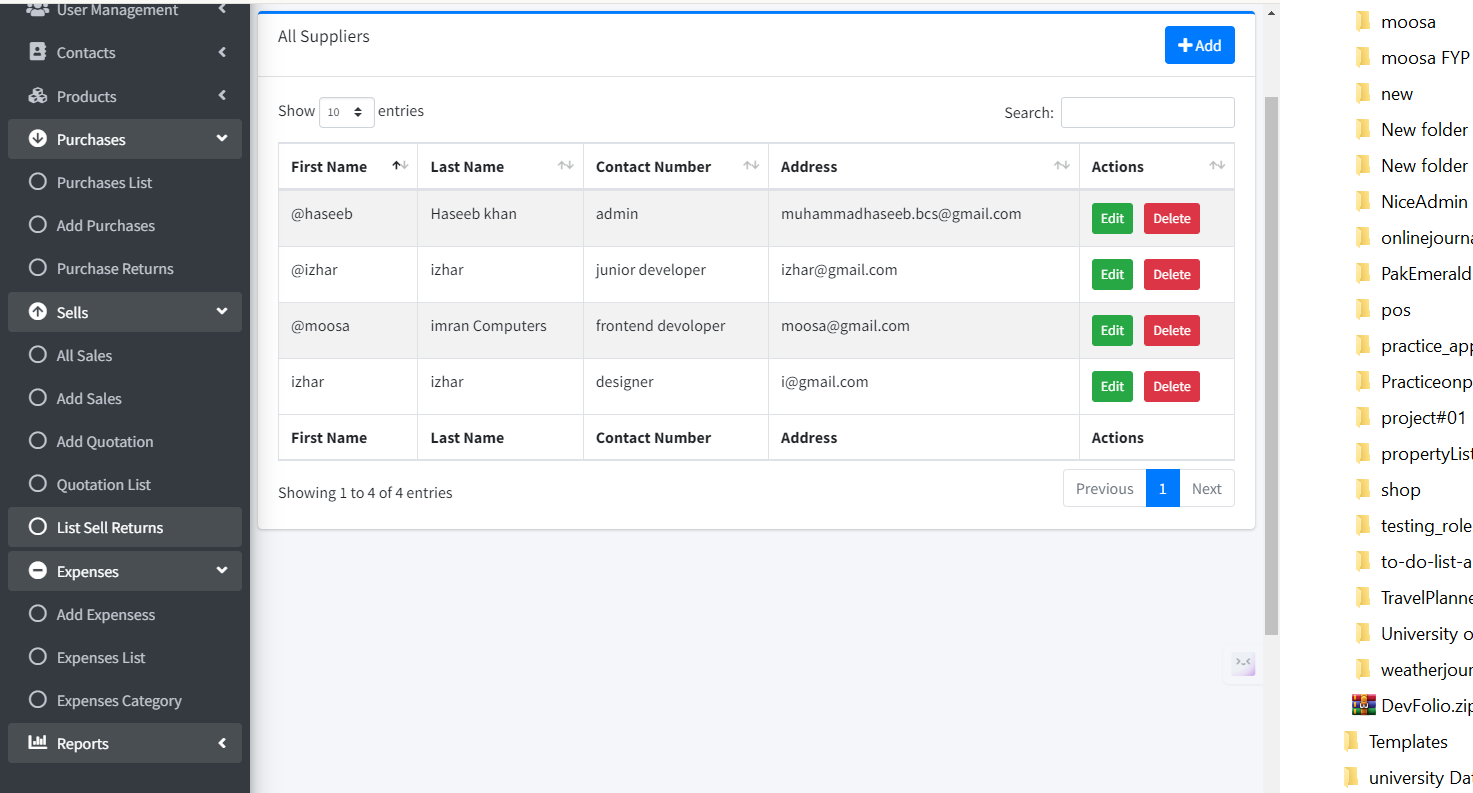 User Management
Contacts
Products
Purchases
Purchases List
Add Purchases
Purchase Returns
Sells
All Sales
Add Sales
Add Quotation
Quotation List
List Sell Returns
Expenses
Add Expensess
Expenses List
Expenses Category
Reports
All Suppliers
Add
Show 10 entries
Search:
First Name Last Name Contact Number Address Actions
@haseeb Haseeb khan admin muhammadhaseeb.bcs@gmail.com Edit Delete
@izhar izhar junior developer izhar@gmail.com Edit Delete
@moosa imran Computers frontend devoloper moosa@gmail.com Edit Delete
izhar izhar designer i@gmail.com Edit Delete
First Name Last Name Contact Number Address Actions
Showing 1 to 4 of 4 entries
Previous 1 Next
moosa
moosa FYP
new
New folder
New folder
NiceAdmin
onlinejourna
PakEmerald
pos
practice_app
Practiceonp
project#01
propertyList
shop
testing_role
to-do-list-a
TravelPlanne
University o
weatherjour
DevFolio.zip
Templates
university Dat